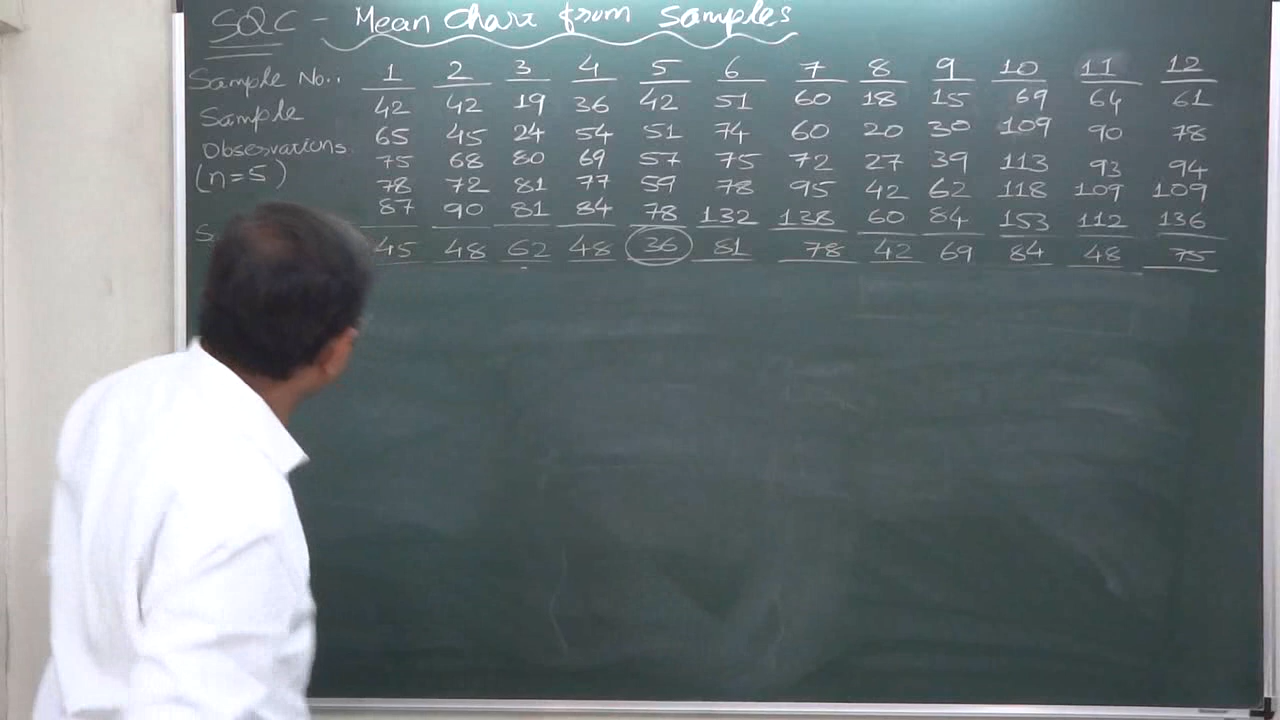 SQC - Mean Chart from Samples
Sample No.. 1 2 3 4 5 6 7 8 9 10 11 12
Sample 42 42 19 36 42 51 60 18 15 69 64 61
Observations 65 45 24 54 51 74 60 20 30 109 90 78
(n=5) 75 68 80 69 57 75 72 27 39 113 93 94
78 72 81 77 59 78 95 42 62 118 109 109
87 90 81 84 78 132 138 60 84 153 112 136
45 48 62 48 36 81 78 42 69 84 48 75